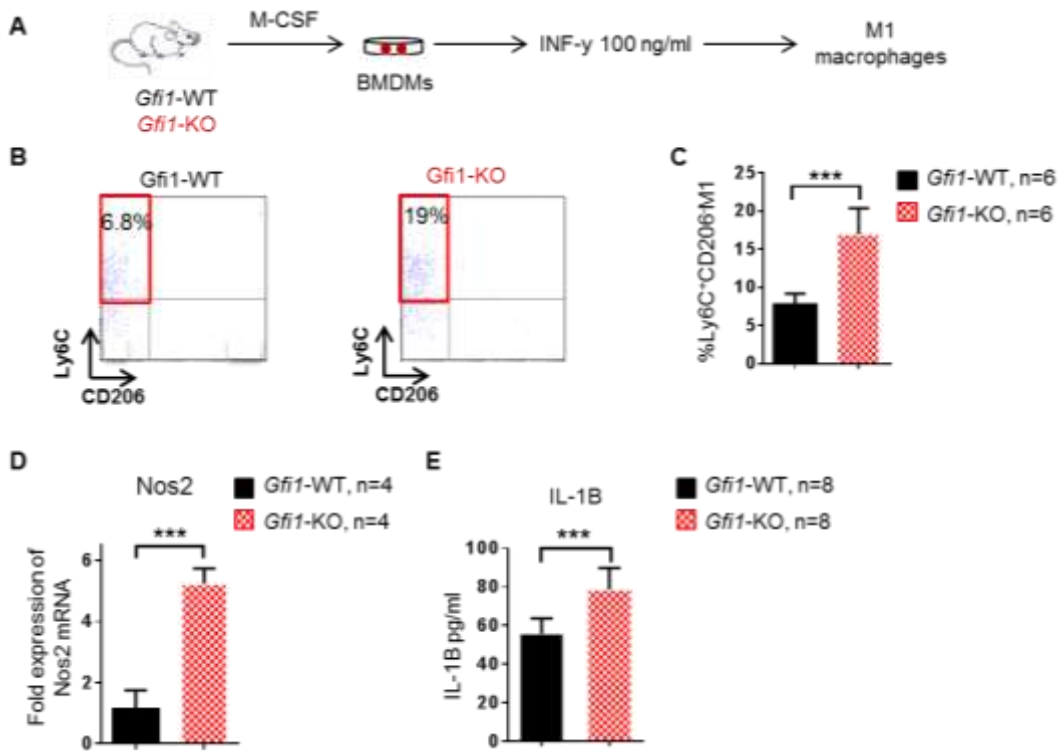 A
M-CSF
INF-y 100 ng/ml
M1
macrophages
BMDMs
Gfi1-WT
Gfi1-KO
B
Gfi1-WT
Gfi1-KO
6.8%
19%
Ly6C
CD206
Ly6C
CD206
C
***
Gfi1-WT, n=6
Gfi1-KO, n=6
25
20
15
10
5
0
%Ly6C⁺CD206⁻M1
D
Nos2
Gfi1-WT, n=4
Gfi1-KO, n=4
***
6
4
2
0
Fold expression of
Nos2 mRNA
E
IL-1B
Gfi1-WT, n=8
Gfi1-KO, n=8
***
100
80
60
40
20
0
IL-1B pg/ml